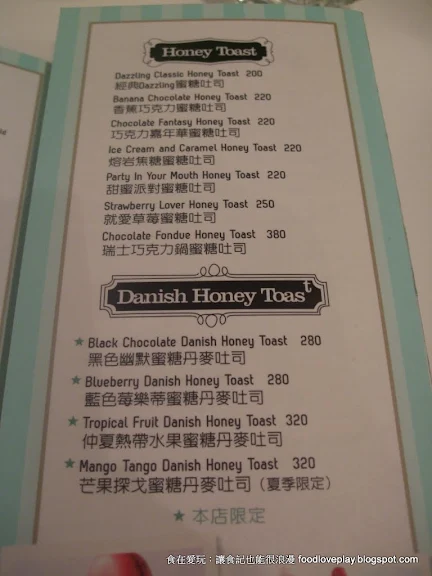 Honey Toast
Dazzling Classic Honey Toast 200
經典Dazzling蜜糖吐司
Banana Chocolate Honey Toast 220
香蕉巧克力蜜糖吐司
Chocolate Fantasy Honey Toast 220
巧克力嘉年華蜜糖吐司
Ice Cream and Caramel Honey Toast 220
熔岩焦糖蜜糖吐司
Party In Your Mouth Honey Toast 220
甜蜜派對蜜糖吐司
Strawberry Lover Honey Toast 250
就愛草莓蜜糖吐司
Chocolate Fondue Honey Toast 380
瑞士巧克力鍋蜜糖吐司
Danish Honey Toast
★ Black Chocolate Danish Honey Toast 280
黑色幽默蜜糖丹麥吐司
★ Blueberry Danish Honey Toast 280
藍色莓樂蒂蜜糖丹麥吐司
★ Tropical Fruit Danish Honey Toast 320
仲夏熱帶水果蜜糖丹麥吐司
★ Mango Tango Danish Honey Toast 320
芒果探戈蜜糖丹麥吐司（夏季限定）
★ 本店限定
食在愛玩：讓食記也能很浪漫 foodloveplay.blogspot.com